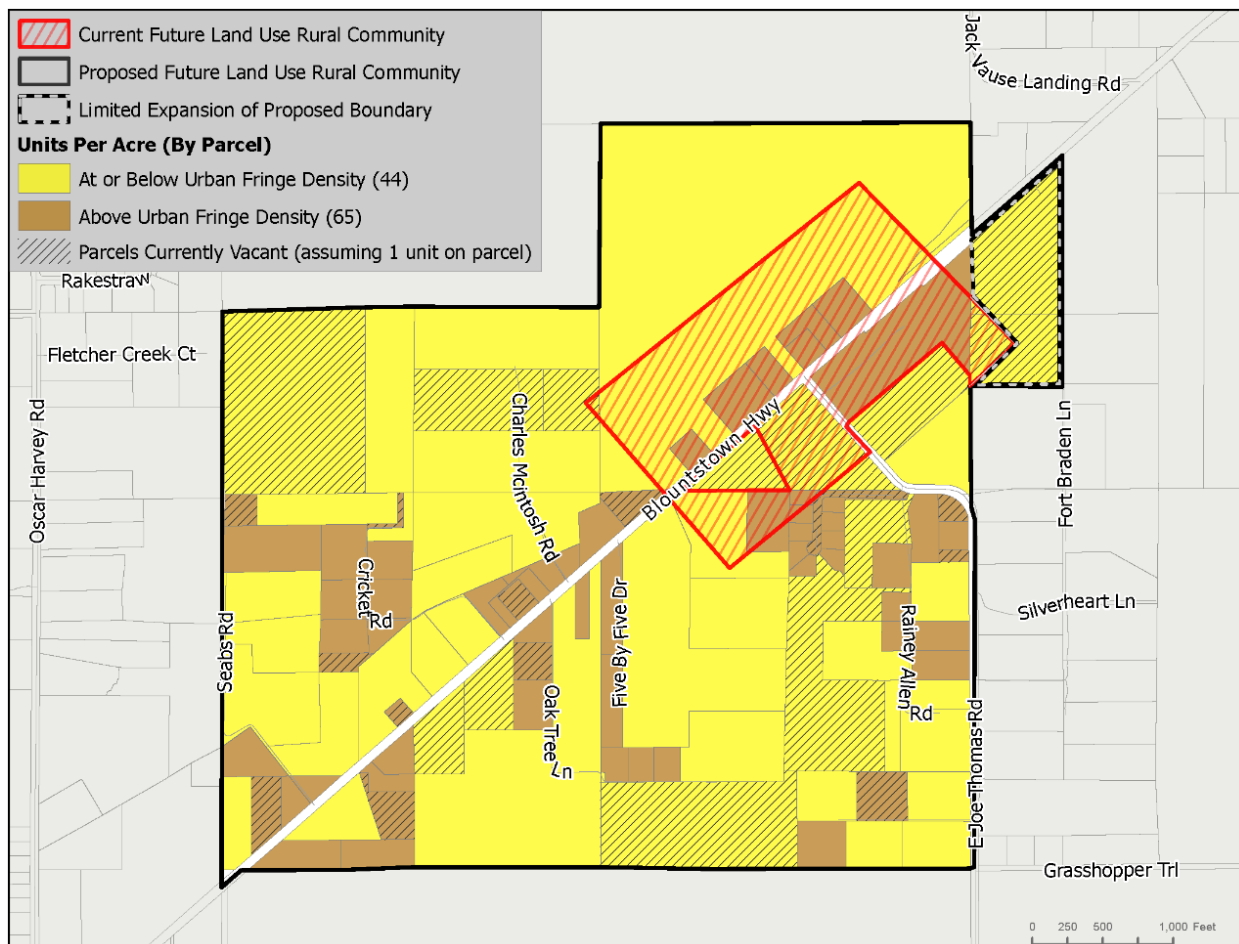 Current Future Land Use Rural Community
Proposed Future Land Use Rural Community
Limited Expansion of Proposed Boundary
Units Per Acre (By Parcel)
At or Below Urban Fringe Density (44)
Above Urban Fringe Density (65)
Parcels Currently Vacant (assuming 1 unit on parcel)
Jack Vause Landing Rd
Rakestraw
Fletcher Creek Ct
Oscar Harvey Rd
Charles Mcintosh Rd
Blountstown Hwy
Fort Braden Ln
Cricket Rd
Seabs Rd
Five By Five Dr
Oak Tree Ln
Rainey Allen Rd
Silverheart Ln
E Joe Thomas Rd
Grasshopper Trl
0 250 500 1,000 Feet